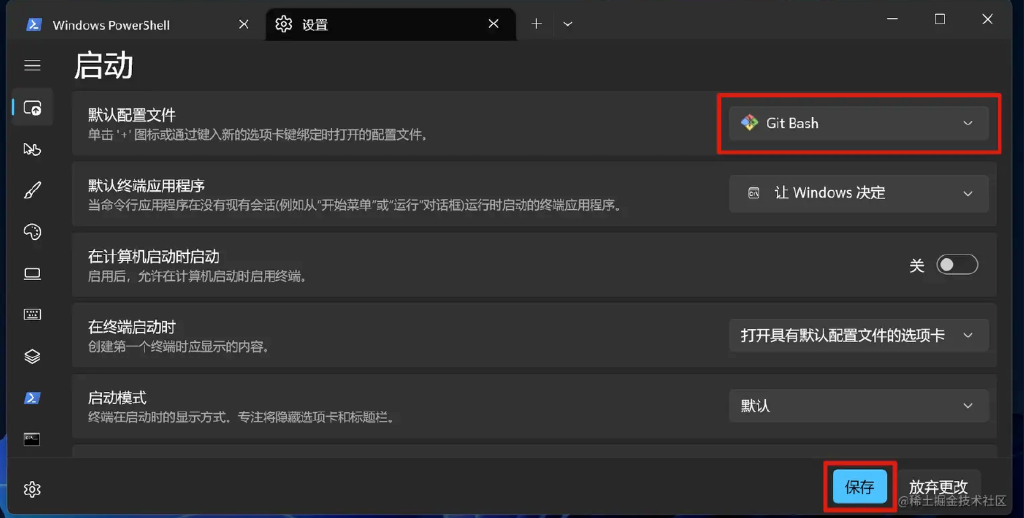 Windows PowerShell
设置
启动
默认配置文件
单击 '+' 图标或通过键入新的选项卡键绑定时打开的配置文件。
Git Bash
默认终端应用程序
当命令行应用程序在没有现有会话(例如从“开始菜单”或“运行”对话框)运行时启动的终端应用程序。
让 Windows 决定
在计算机启动时启动
启用后，允许在计算机启动时启用终端。
关
在终端启动时
创建第一个终端时应显示的内容。
打开具有默认配置文件的选项卡
启动模式
终端在启动时的显示方式。专注将隐藏选项卡和标题栏。
默认
保存
放弃更改
@稀土掘金技术社区